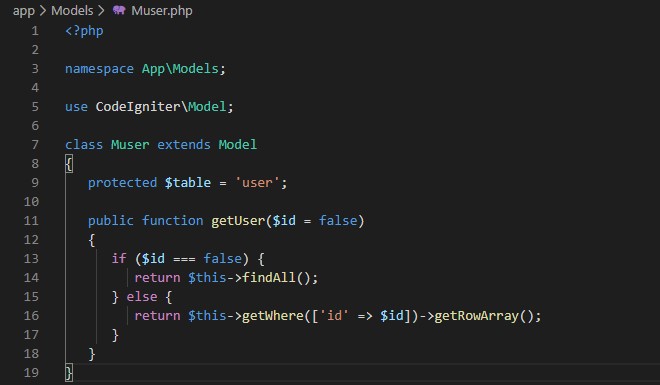 app > Models > Muser.php
1 <?php
2
3 namespace App\Models;
4
5 use CodeIgniter\Model;
6
7 class Muser extends Model
8 {
9 protected $table = 'user';
10
11 public function getUser($id = false)
12 {
13 if ($id === false) {
14 return $this->findAll();
15 } else {
16 return $this->getWhere(['id' => $id])->getRowArray();
17 }
18 }
19 }